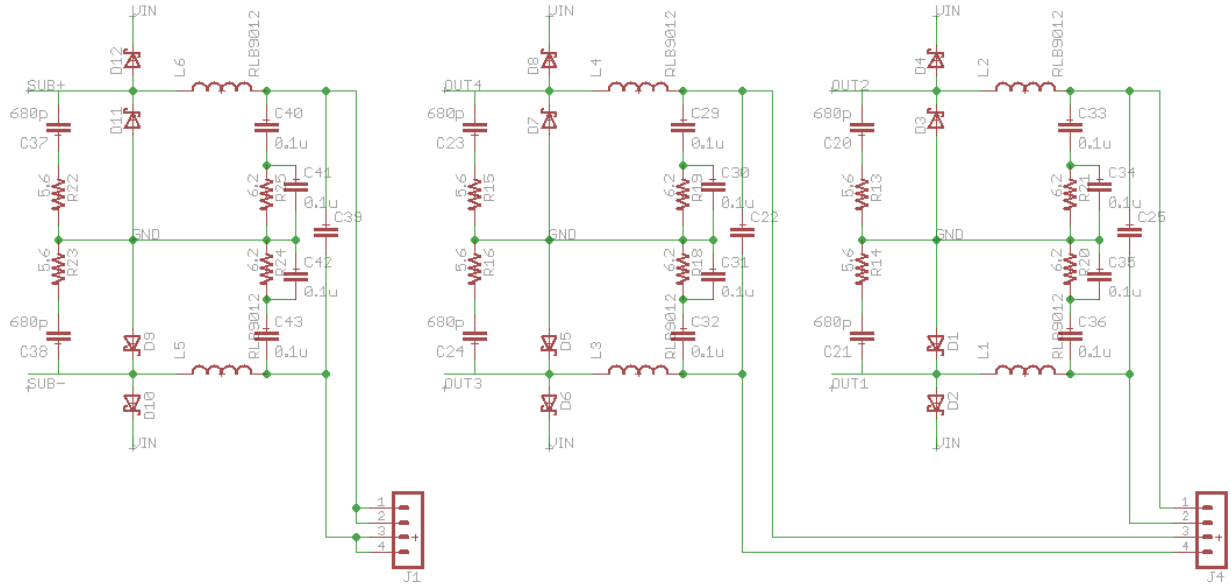 VIN
D12
L6
RLB9012
SUB+
680p
C37
D11
C40
0.1u
5.6
R22
6.2
R25
C41
0.1u
C39
GND
5.6
R23
6.2
R24
C42
0.1u
680p
C38
D9
L5
RLB9012
C43
0.1u
SUB-
D10
VIN
1
2
3
4
+
J1
VIN
D8
L4
RLB9012
OUT4
680p
C23
D7
C29
0.1u
5.6
R15
6.2
R19
C30
0.1u
C22
GND
5.6
R16
6.2
R18
C31
0.1u
680p
C24
D5
L3
RLB9012
C32
0.1u
OUT3
D6
VIN
VIN
D4
L2
RLB9012
OUT2
680p
C20
D3
C33
0.1u
5.6
R13
6.2
R21
C34
0.1u
C25
GND
5.6
R14
6.2
R20
C35
0.1u
680p
C21
D1
L1
RLB9012
C36
0.1u
OUT1
D2
VIN
1
2
3
4
+
J4